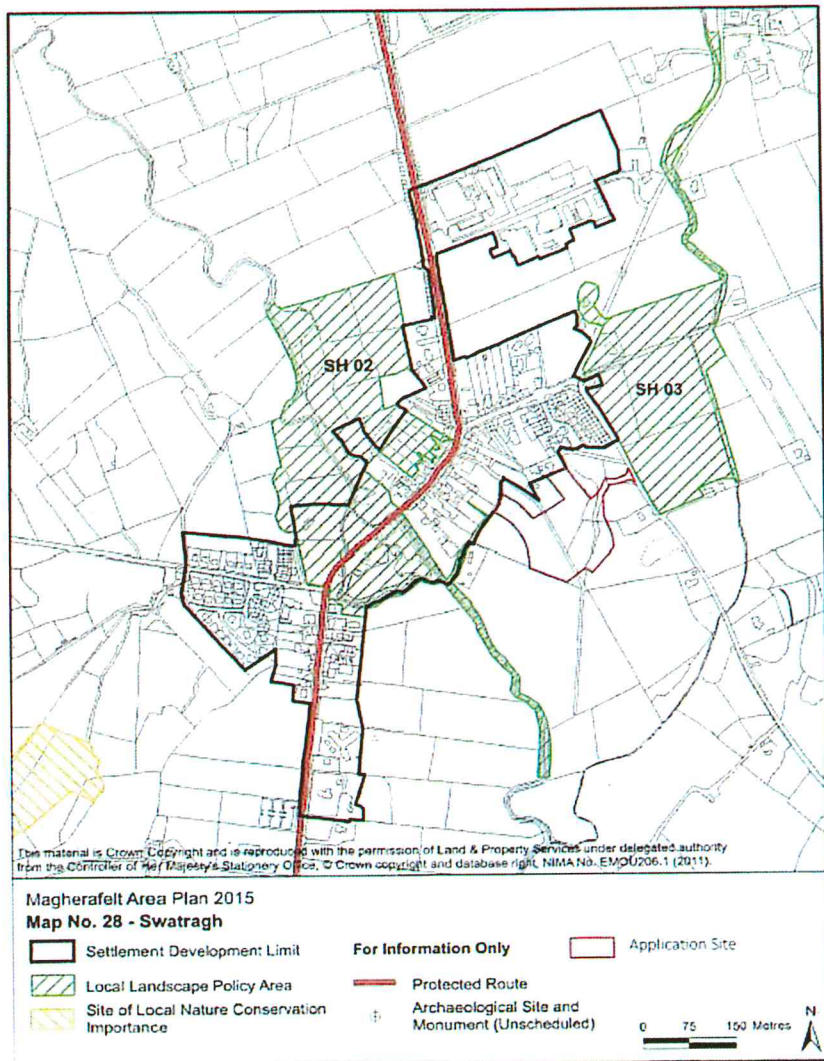 SH 02
SH 03
This material is Crown Copyright and is reproduced with the permission of Land & Property Services under delegated authority
from the Controller of Her Majesty's Stationery Office, © Crown copyright and database right, NIMA No. EMOU206.1 (2011).
Magherafelt Area Plan 2015
Map No. 28 - Swatragh
Settlement Development Limit
For Information Only
Application Site
Local Landscape Policy Area
Protected Route
Site of Local Nature Conservation
Importance
Archaeological Site and
Monument (Unscheduled)
0 75 150 Metres
N